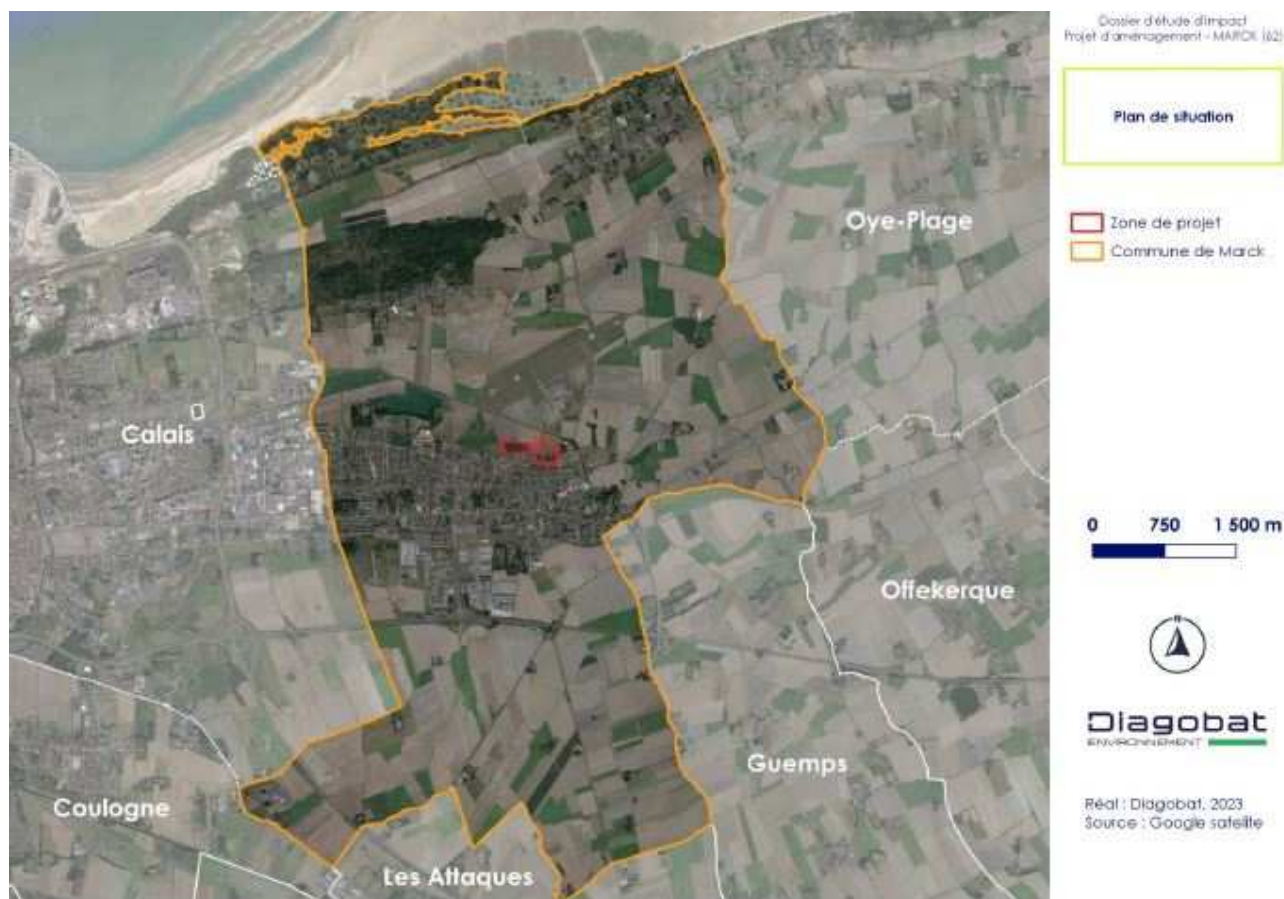 Dossier d'étude d'impact
Projet d'aménagement - MARCK (62)
Plan de situation
Zone de projet
Commune de Marck
Oye-Plage
Calais
0 750 1 500 m
Offekerque
N
Diagobat
ENVIRONNEMENT
Guemps
Coulogne
Réal : Diagobat, 2023
Source : Google satellite
Les Attaques